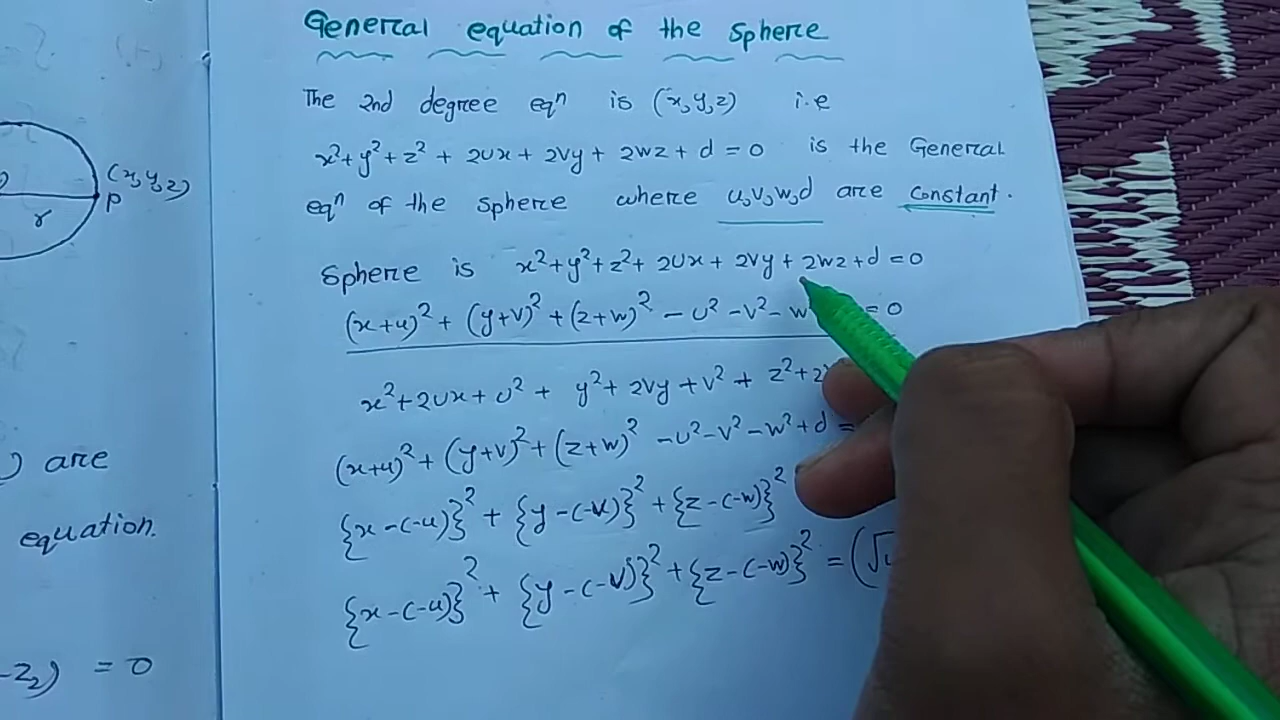 General equation of the sphere
The 2nd degree eqⁿ is (x,y,z) i.e
x²+y²+z² + 2ux + 2vy + 2wz + d = 0 is the General
eqⁿ of the sphere where u,v,w,d are constant.
Sphere is x²+y²+z²+ 2ux + 2vy + 2wz + d = 0
(x+u)² + (y+v)² + (z+w)² - u² - v² - w = 0
x²+2ux+u² + y²+2vy+v² + z²+2
(x+u)² + (y+v)² + (z+w)² - u² - v² - w² + d =
{x-(-u)}² + {y-(-v)}² + {z-(-w)}²
{x-(-u)}² + {y-(-v)}² + {z-(-w)}² = (√u
(x,y,z)
P
r
) are
equation.
-z₂) = 0